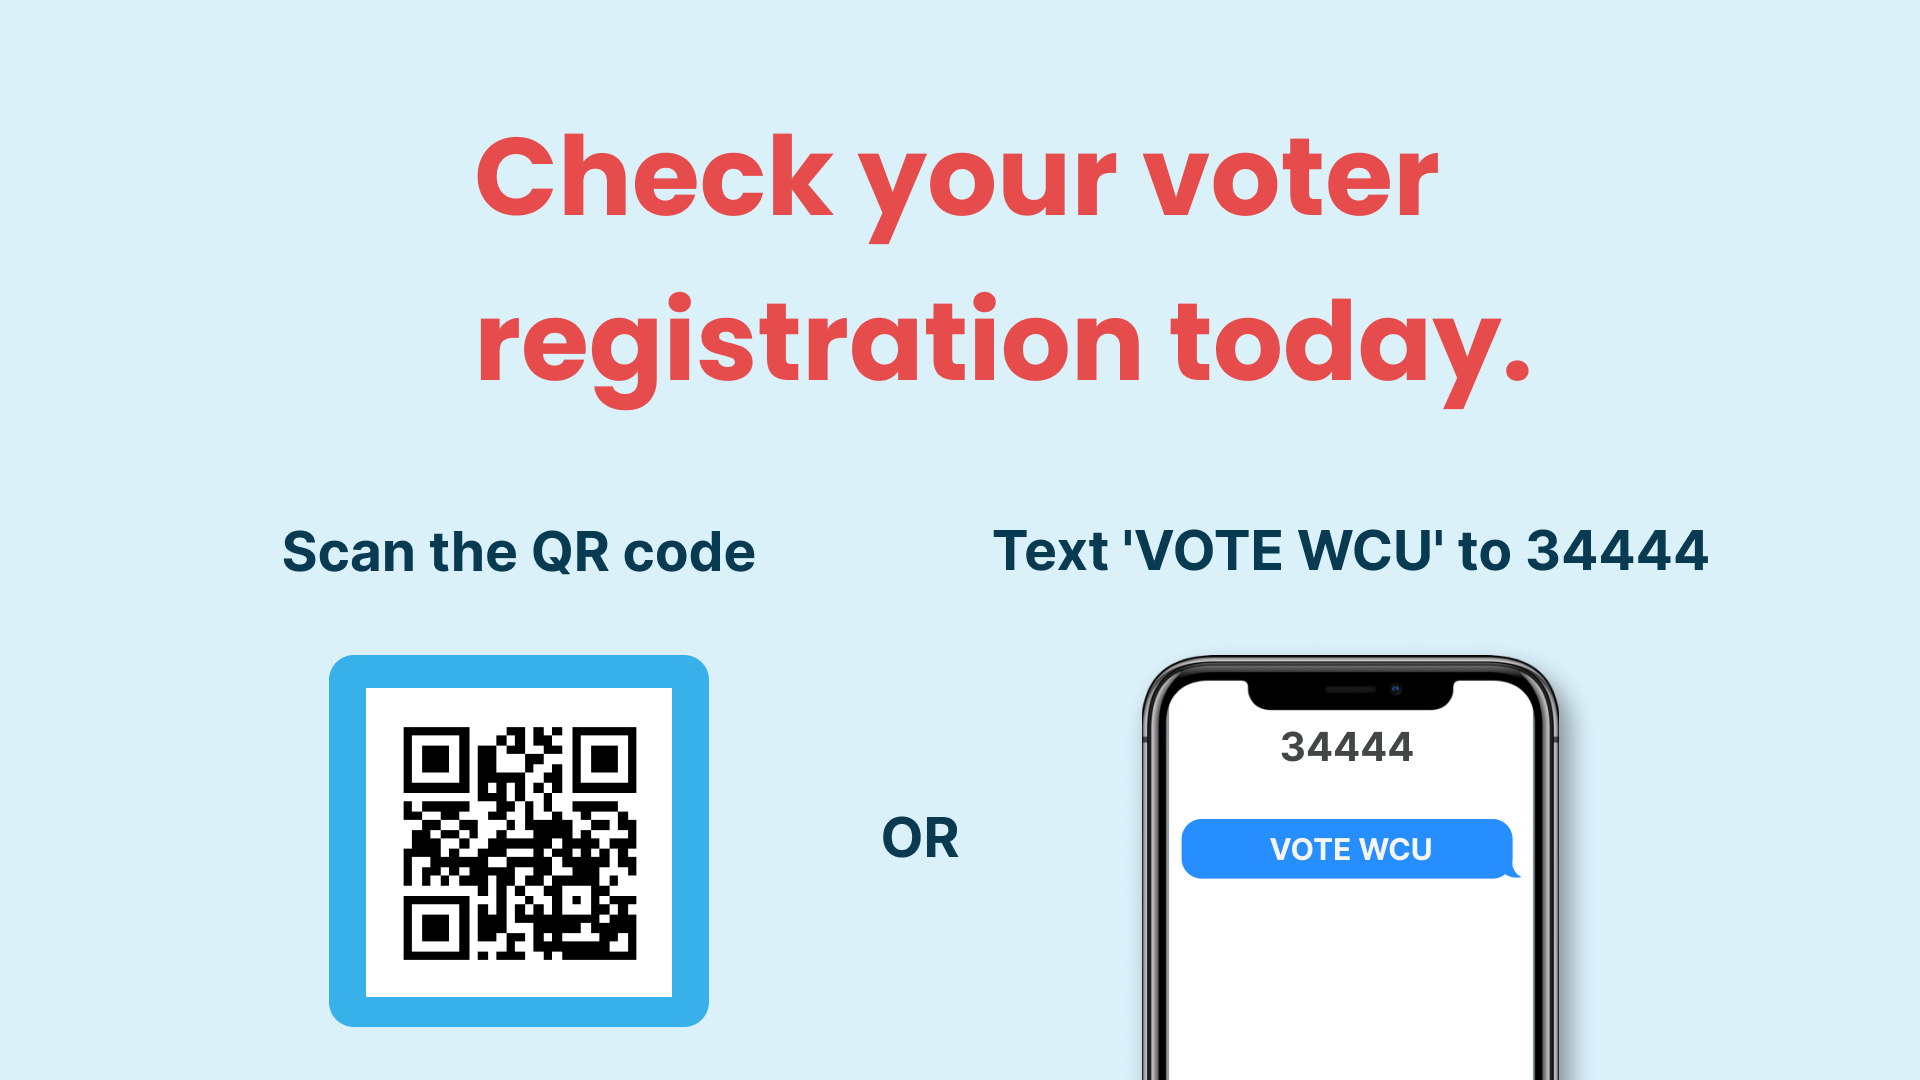 Check your voter
registration today.
Scan the QR code
Text 'VOTE WCU' to 34444
OR
34444
VOTE WCU